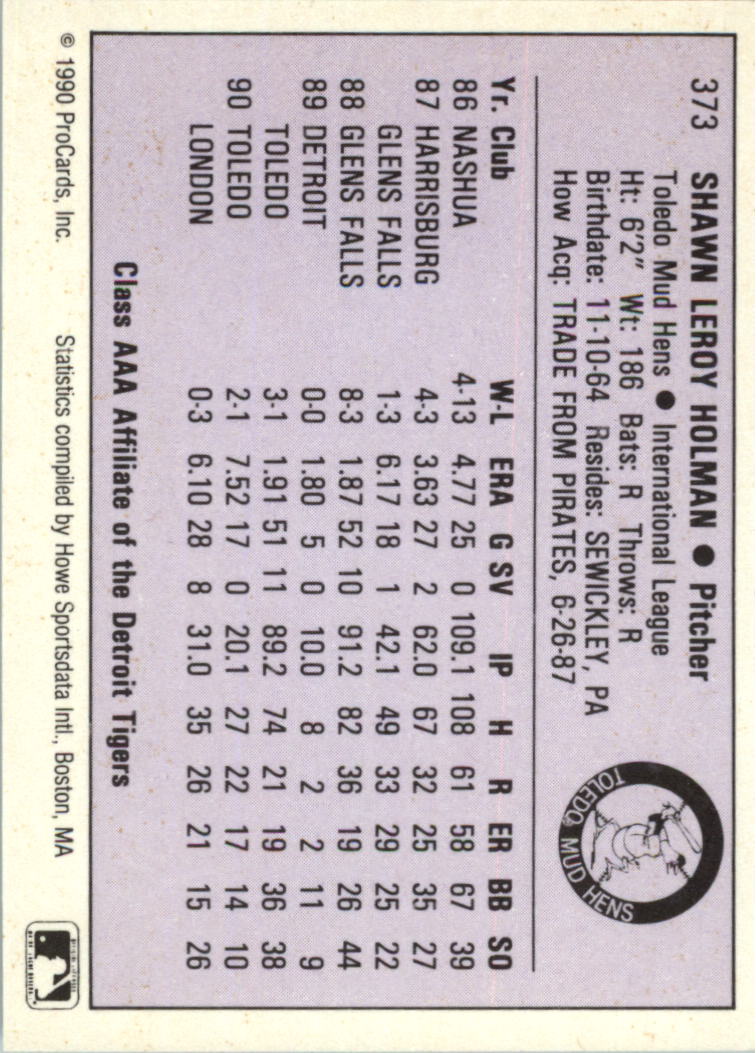 373 SHAWN LEROY HOLMAN ● Pitcher
Toledo Mud Hens ● International League
Ht: 6'2" Wt: 186 Bats: R Throws: R
Birthdate: 11-10-64 Resides: SEWICKLEY, PA
How Acq: TRADE FROM PIRATES, 6-26-87
TOLEDO MUD HENS
Yr. Club W-L ERA G SV IP H R ER BB SO
86 NASHUA 4-13 4.77 25 0 109.1 108 61 58 67 39
87 HARRISBURG 4-3 3.63 27 2 62.0 67 32 25 35 27
GLENS FALLS 1-3 6.17 18 1 42.1 49 33 29 25 22
88 GLENS FALLS 8-3 1.87 52 10 91.2 82 36 19 26 44
89 DETROIT 0-0 1.80 5 0 10.0 8 2 2 11 9
TOLEDO 3-1 1.91 51 11 89.2 74 21 19 36 38
90 TOLEDO 2-1 7.52 17 0 20.1 27 22 17 14 10
LONDON 0-3 6.10 28 8 31.0 35 26 21 15 26
Class AAA Affiliate of the Detroit Tigers
© 1990 ProCards, Inc. Statistics compiled by Howe Sportsdata Intl., Boston, MA